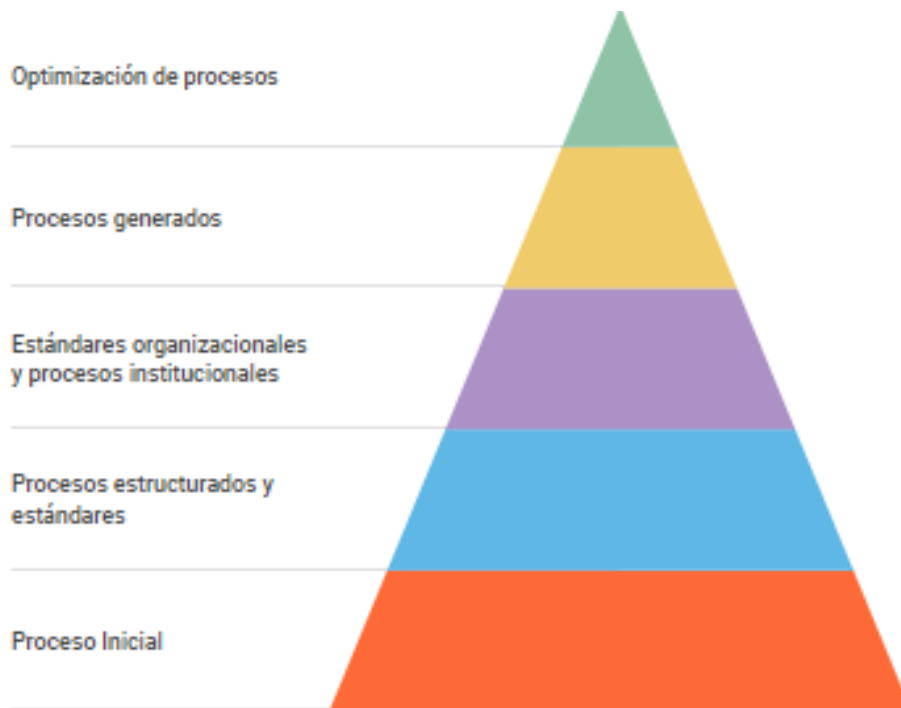 Optimización de procesos
Procesos generados
Estándares organizacionales
y procesos institucionales
Procesos estructurados y
estándares
Proceso Inicial